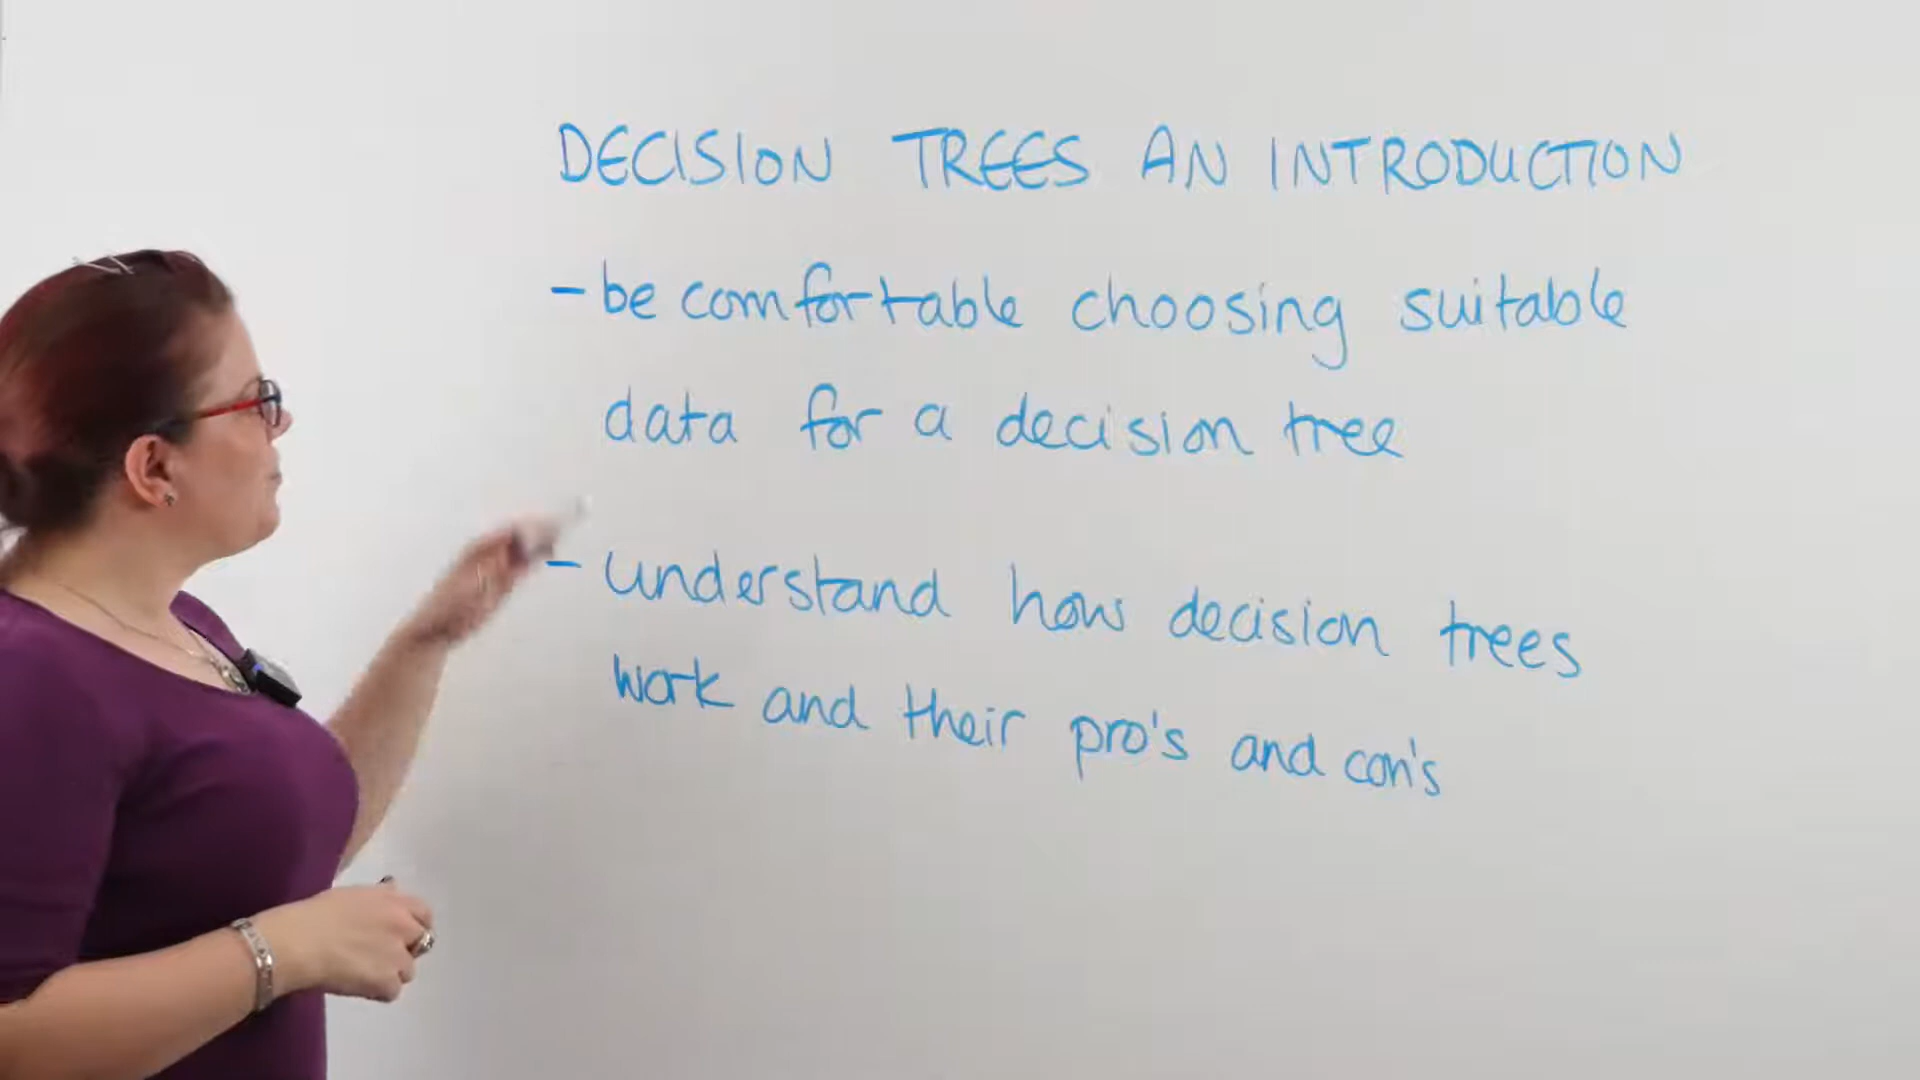 DECISION TREES AN INTRODUCTION
- be comfortable choosing suitable
data for a decision tree
- understand how decision trees
work and their pro's and con's